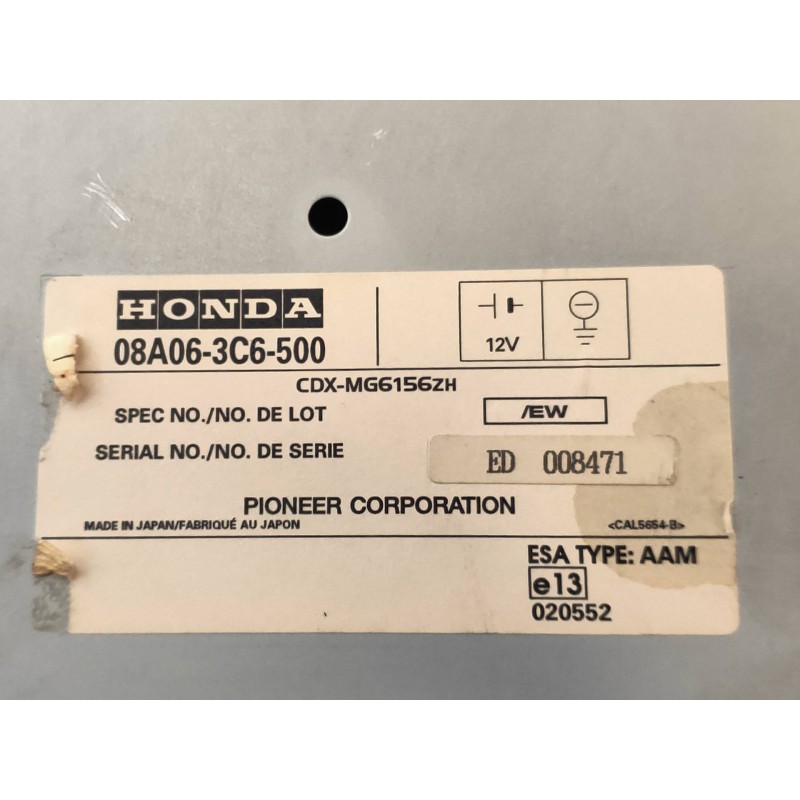 HONDA
08A06-3C6-500
12V
CDX-MG6156ZH
SPEC NO./NO. DE LOT /EW
SERIAL NO./NO. DE SERIE ED 008471
PIONEER CORPORATION
MADE IN JAPAN/FABRIQUÉ AU JAPON <CAL5654-B>
ESA TYPE: AAM
e13
020552